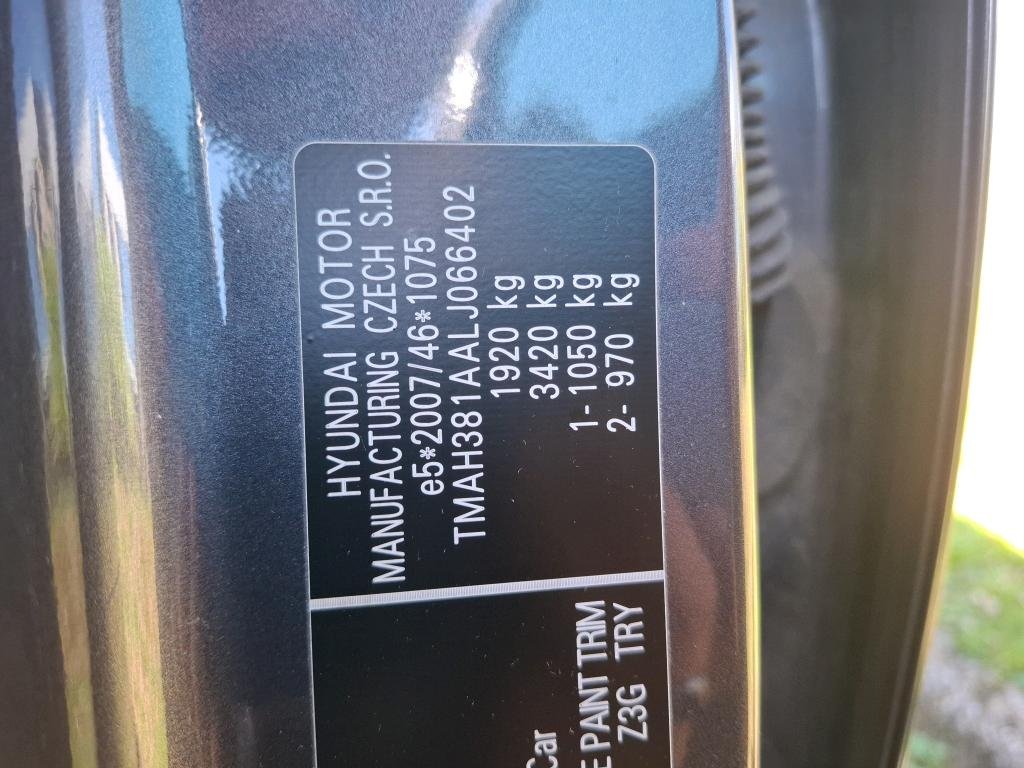 HYUNDAI MOTOR
MANUFACTURING CZECH S.R.O.
e5*2007/46*1075
TMAH381AALJ066402
1920 kg
3420 kg
1- 1050 kg
2- 970 kg
Car
E PAINT TRIM
Z3G TRY